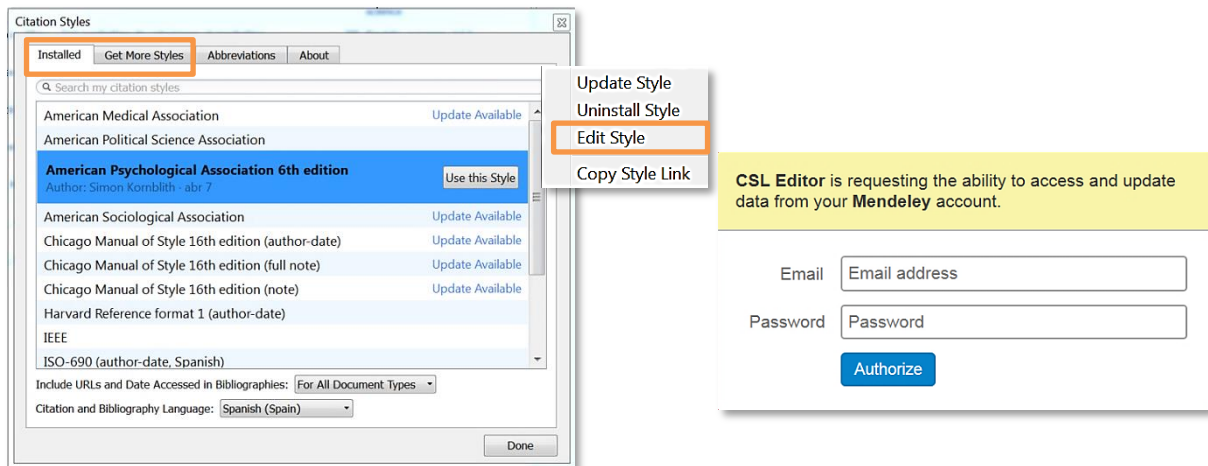 science
Citation Styles
Installed
Get More Styles
Abbreviations
About
Search my citation styles
American Medical Association Update Available
American Political Science Association
American Psychological Association 6th edition
Author: Simon Kornblith - abr 7
Use this Style
American Sociological Association Update Available
Chicago Manual of Style 16th edition (author-date) Update Available
Chicago Manual of Style 16th edition (full note) Update Available
Chicago Manual of Style 16th edition (note) Update Available
Harvard Reference format 1 (author-date)
IEEE
ISO-690 (author-date, Spanish)
Include URLs and Date Accessed in Bibliographies: For All Document Types
Citation and Bibliography Language: Spanish (Spain)
Done
Update Style
Uninstall Style
Edit Style
Copy Style Link
CSL Editor is requesting the ability to access and update
data from your Mendeley account.
Email Email address
Password Password
Authorize